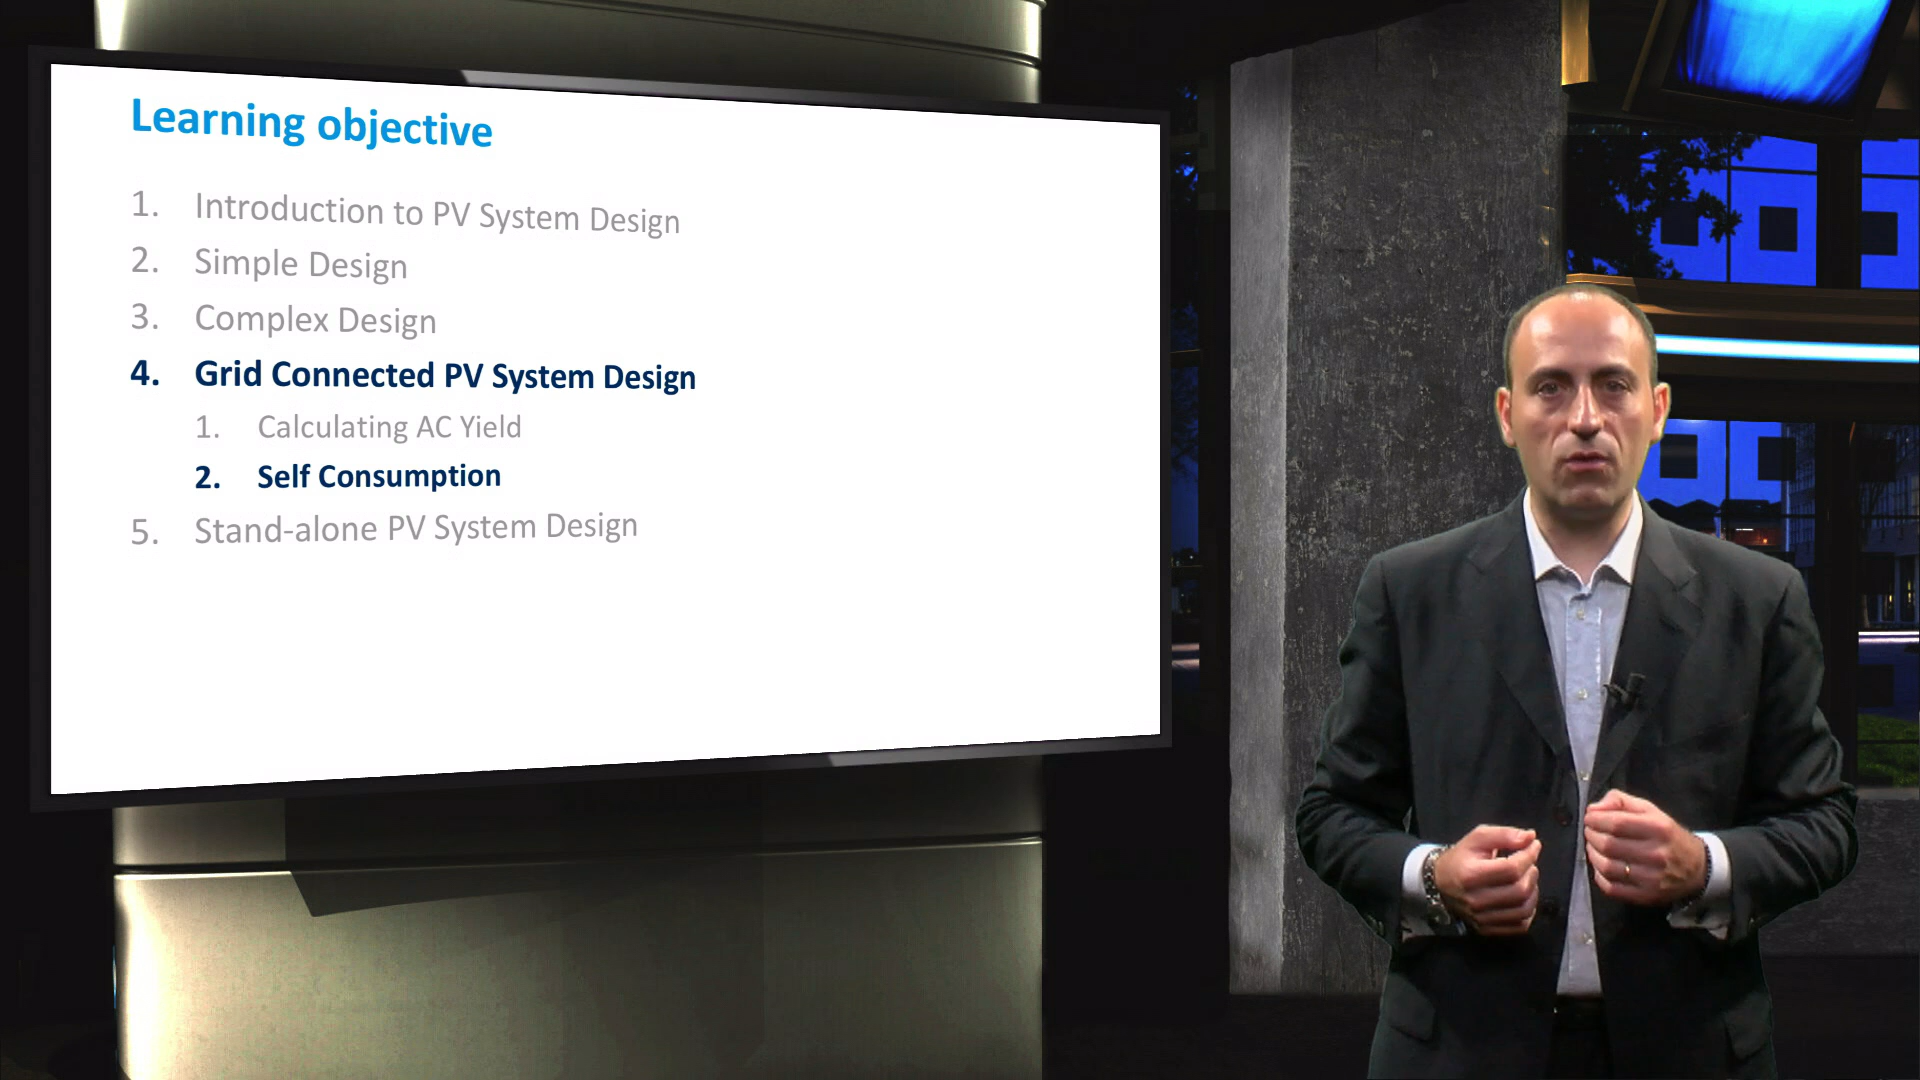 Learning objective
1. Introduction to PV System Design
2. Simple Design
3. Complex Design
4. Grid Connected PV System Design
1. Calculating AC Yield
2. Self Consumption
5. Stand-alone PV System Design